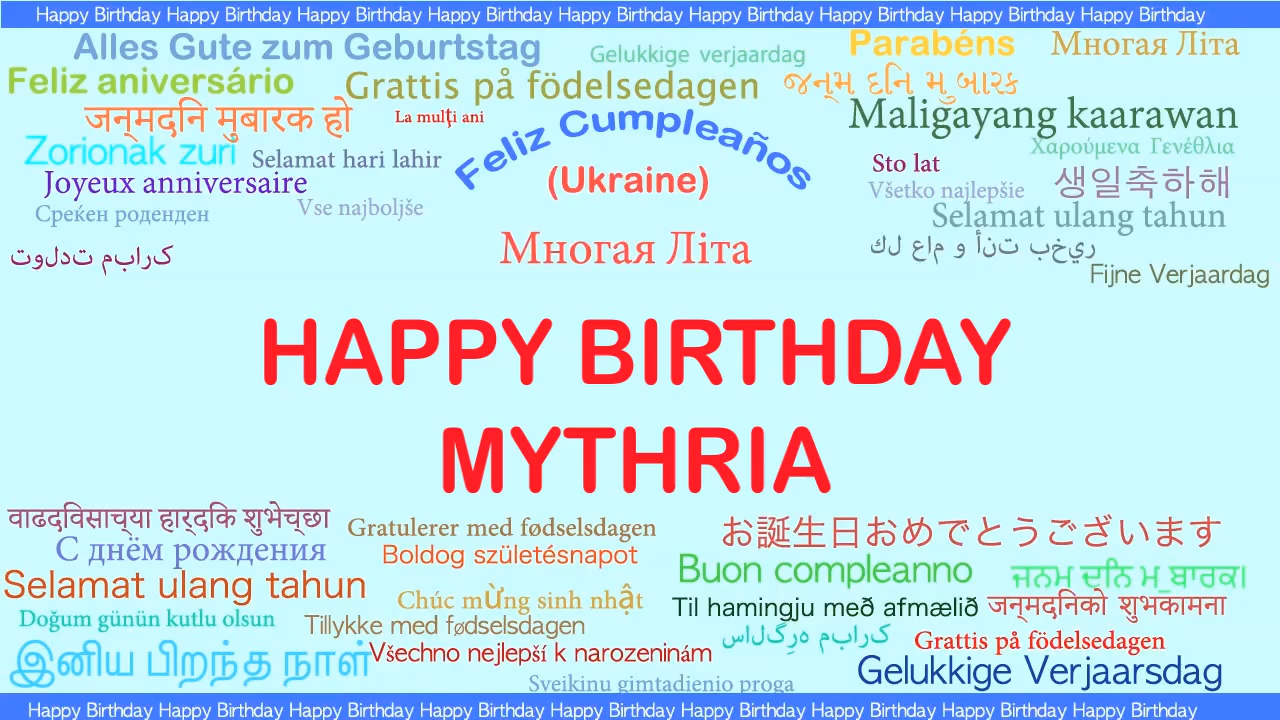 Happy Birthday Happy Birthday Happy Birthday Happy Birthday Happy Birthday Happy Birthday Happy Birthday Happy Birthday Happy Birthday
Alles Gute zum Geburtstag
Gelukkige verjaardag
Parabéns
Многая Літа
Feliz aniversário
Grattis på födelsedagen
જન્મ દિન મુબારક
जन्मदिन मुबारक हो
La mulţi ani
Feliz Cumpleaños
Maligayang kaarawan
Zorionak zuri
Selamat hari lahir
(Ukraine)
Sto lat
Χαρούμενα Γενέθλια
Joyeux anniversaire
Všetko najlepšie
생일축하해
Среќен роденден
Vse najboljše
Selamat ulang tahun
תולדת מבארכ
Многая Літа
كل عام و أنت بخير
Fijne Verjaardag
HAPPY BIRTHDAY
MYTHRIA
वाढदिवसाच्या हार्दिक शुभेच्छा
Gratulerer med fødselsdagen
お誕生日おめでとうございます
С днём рождения
Boldog születésnapot
Buon compleanno
ਜਨਮ ਦਿਨ ਮੁਬਾਰਕ।
Selamat ulang tahun
Chúc mừng sinh nhật
Til hamingju með afmælið
जन्मदिनको शुभकामना
Doğum günün kutlu olsun
Tillykke med fødselsdagen
سالگرہ مبارک
Grattis på födelsedagen
இனிய பிறந்த நாள்
Všechno nejlepší k narozeninám
Gelukkige Verjaarsdag
Sveikinu gimtadienio proga
Happy Birthday Happy Birthday Happy Birthday Happy Birthday Happy Birthday Happy Birthday Happy Birthday Happy Birthday Happy Birthday